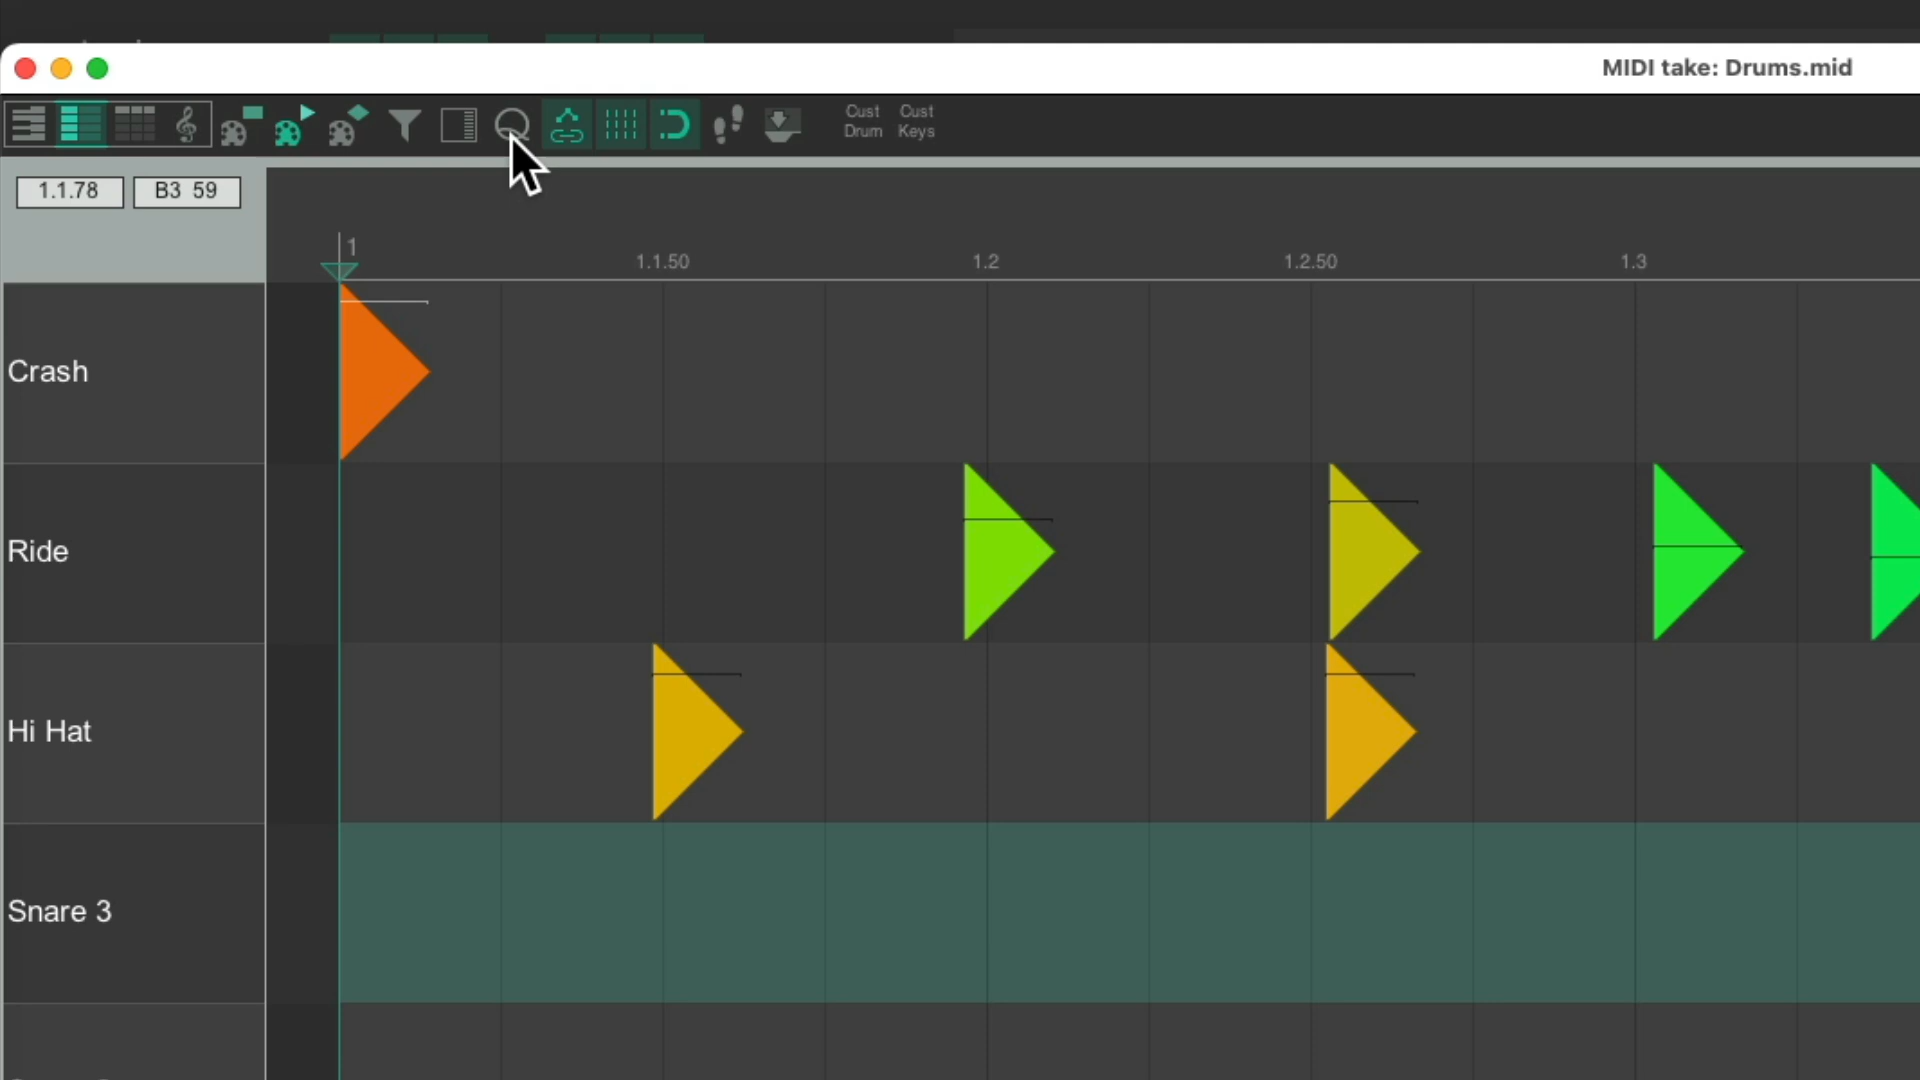 MIDI take: Drums.mid
Cust Drum
Cust Keys
1.1.78
B3 59
1
1.1.50
1.2
1.2.50
1.3
Crash
Ride
Hi Hat
Snare 3